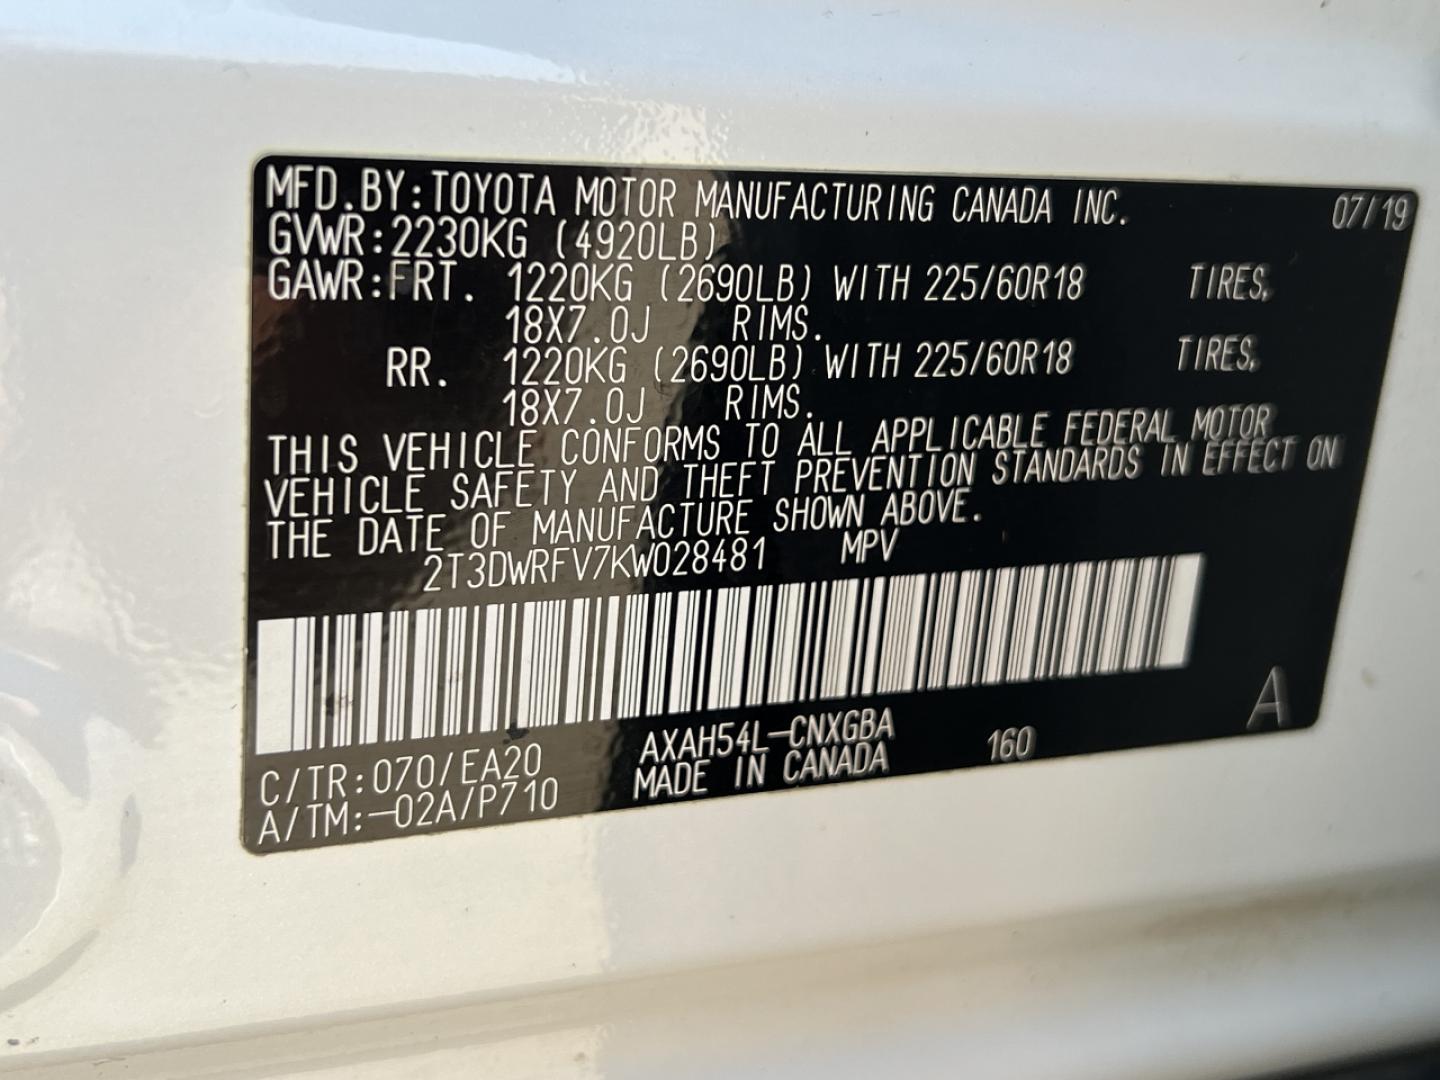 MFD.BY:TOYOTA MOTOR MANUFACTURING CANADA INC. 07/19
GVWR:2230KG (4920LB)
GAWR:FRT. 1220KG (2690LB) WITH 225/60R18 TIRES,
18X7.0J RIMS.
RR. 1220KG (2690LB) WITH 225/60R18 TIRES,
18X7.0J RIMS.
THIS VEHICLE CONFORMS TO ALL APPLICABLE FEDERAL MOTOR
VEHICLE SAFETY AND THEFT PREVENTION STANDARDS IN EFFECT ON
THE DATE OF MANUFACTURE SHOWN ABOVE.
2T3DWRFV7KW028481 MPV
C/TR:070/EA20 AXAH54L-CNXGBA 160 A
A/TM:-02A/P710 MADE IN CANADA